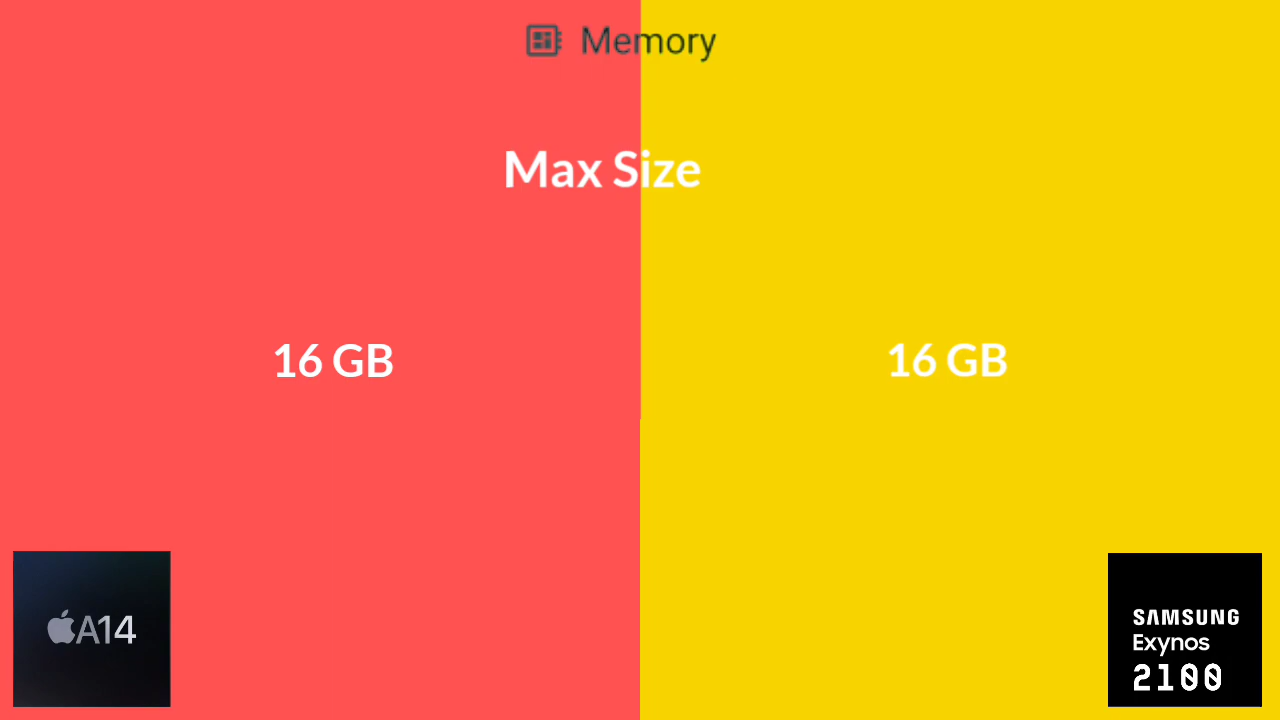 Memory
Max Size
16 GB 16 GB
A14
SAMSUNG
Exynos
2100